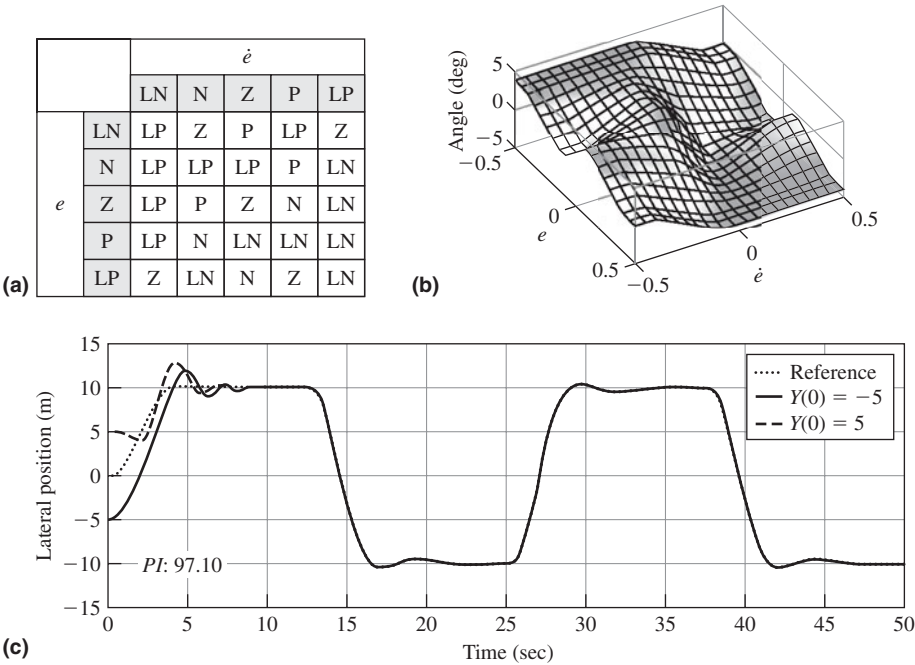 ė
LN N Z P LP
LN LP Z P LP Z
N LP LP LP P LN
e Z LP P Z N LN
P LP N LN LN LN
LP Z LN N Z LN
(a)
Angle (deg)
5
0
−5
−0.5
0
e
0.5
−0.5
0
ė
0.5
(b)
Lateral position (m)
15
10
5
0
−5
−10
−15
PI: 97.10
Reference
Y(0) = −5
Y(0) = 5
0 5 10 15 20 25 30 35 40 45 50
Time (sec)
(c)